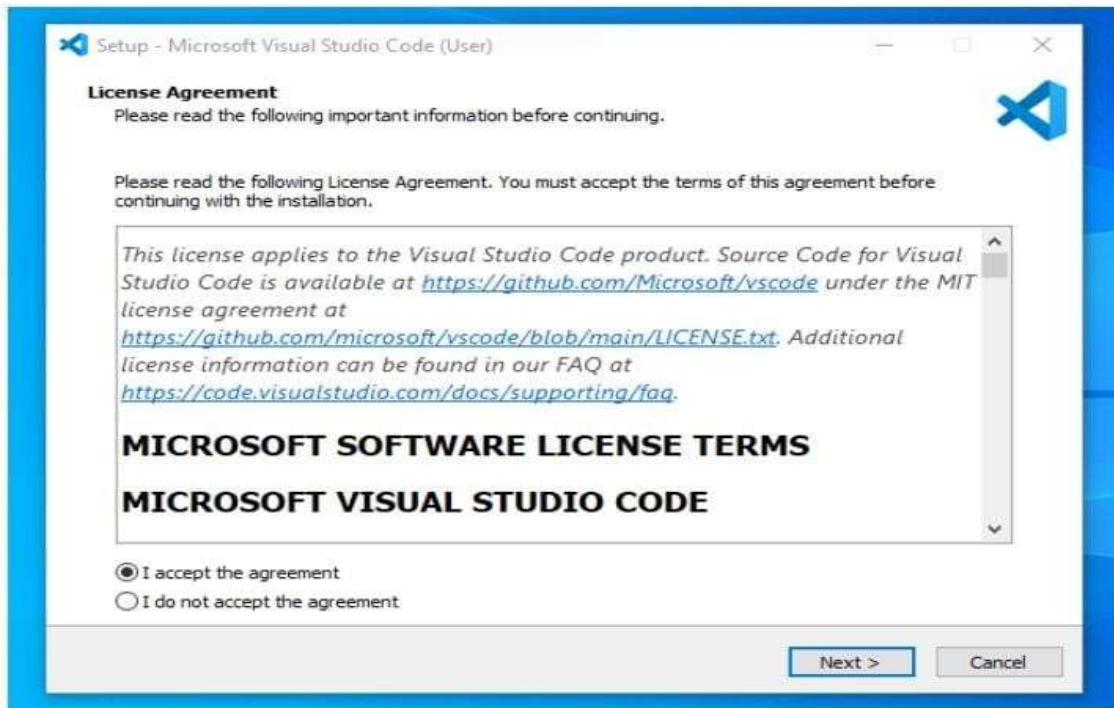 Setup - Microsoft Visual Studio Code (User)
License Agreement
Please read the following important information before continuing.
Please read the following License Agreement. You must accept the terms of this agreement before
continuing with the installation.
This license applies to the Visual Studio Code product. Source Code for Visual
Studio Code is available at https://github.com/Microsoft/vscode under the MIT
license agreement at
https://github.com/microsoft/vscode/blob/main/LICENSE.txt. Additional
license information can be found in our FAQ at
https://code.visualstudio.com/docs/supporting/faq.
MICROSOFT SOFTWARE LICENSE TERMS
MICROSOFT VISUAL STUDIO CODE
I accept the agreement
I do not accept the agreement
Next >
Cancel